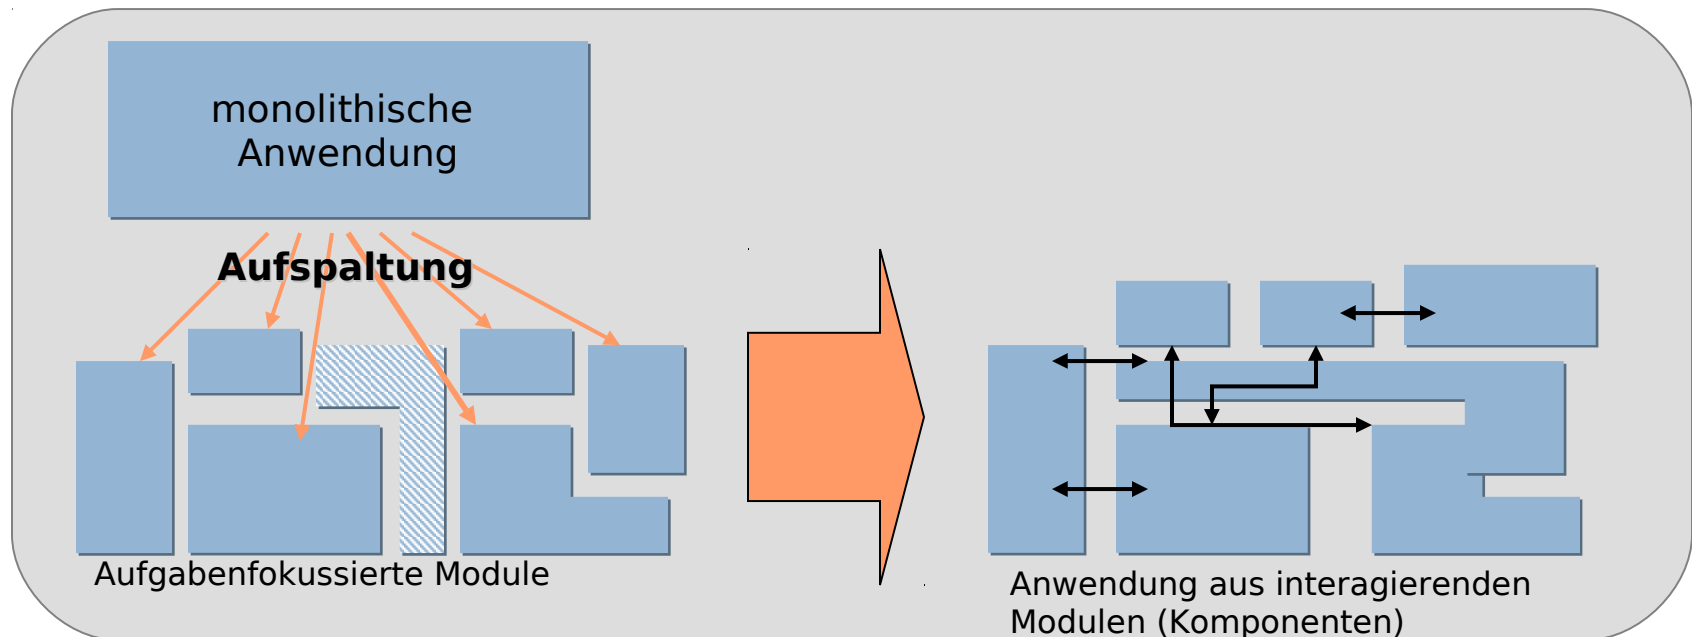 monolithische
Anwendung
Aufspaltung
Aufgabenfokussierte Module
Anwendung aus interagierenden
Modulen (Komponenten)